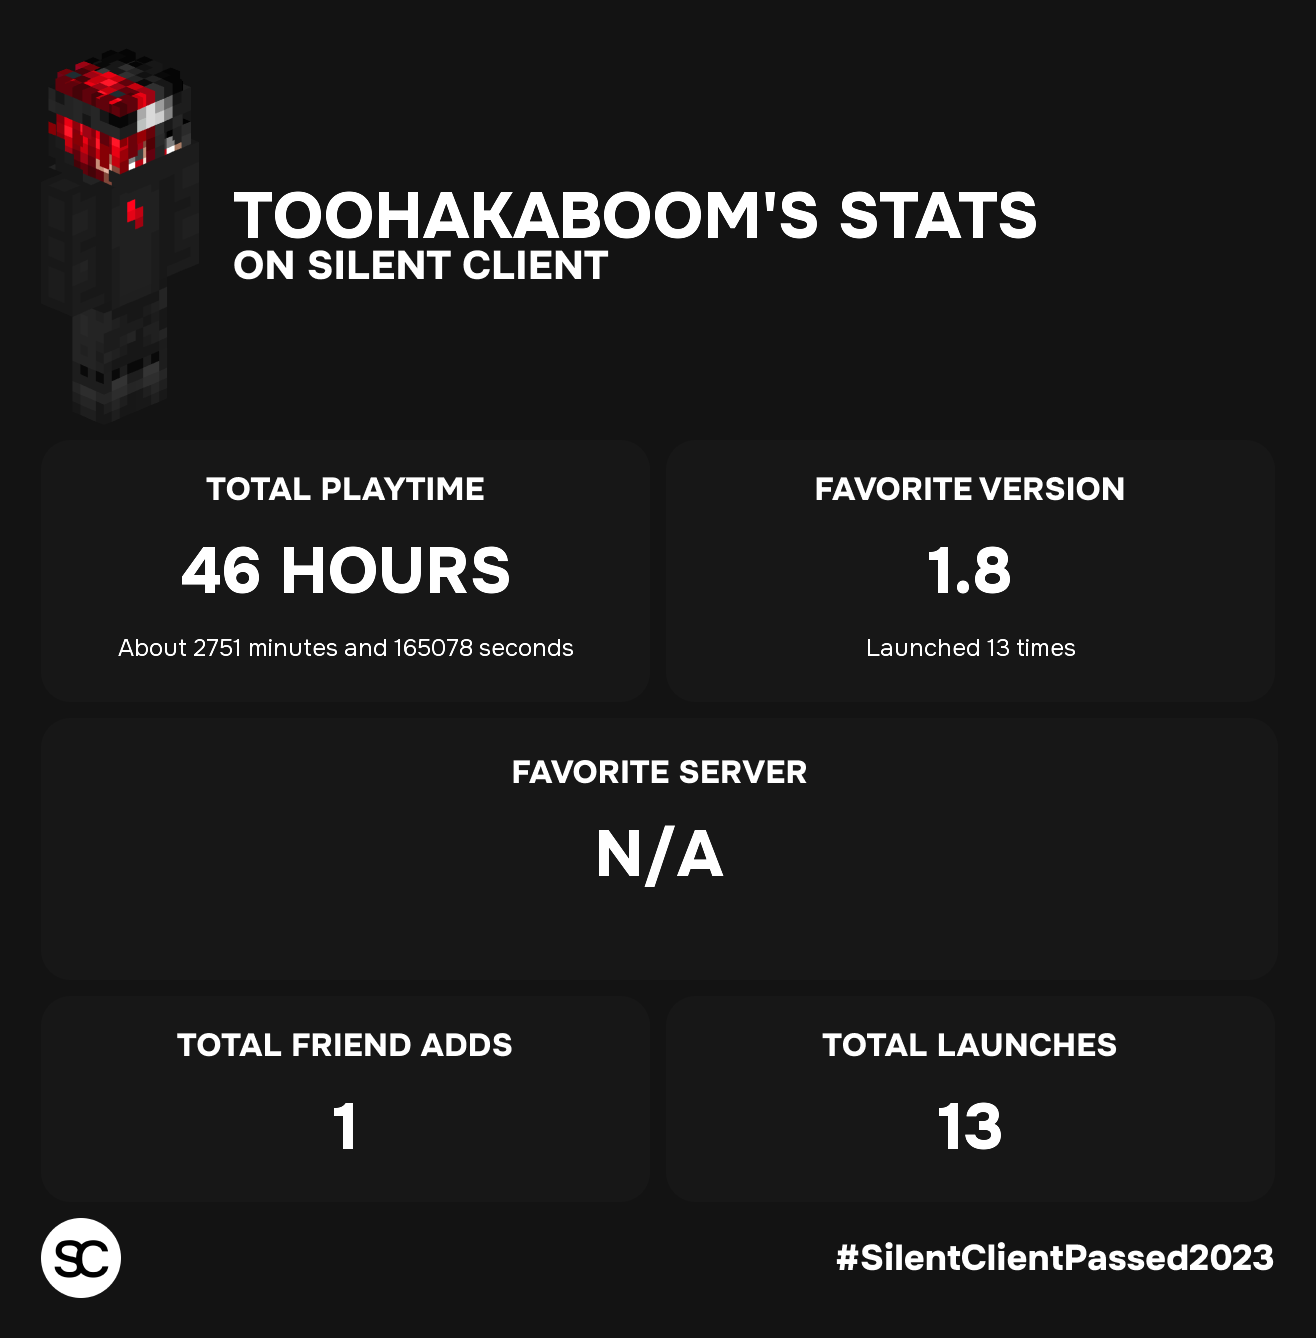 TOOHAKABOOM'S STATS
ON SILENT CLIENT
TOTAL PLAYTIME
46 HOURS
About 2751 minutes and 165078 seconds
FAVORITE VERSION
1.8
Launched 13 times
FAVORITE SERVER
N/A
TOTAL FRIEND ADDS
1
TOTAL LAUNCHES
13
SC
#SilentClientPassed2023